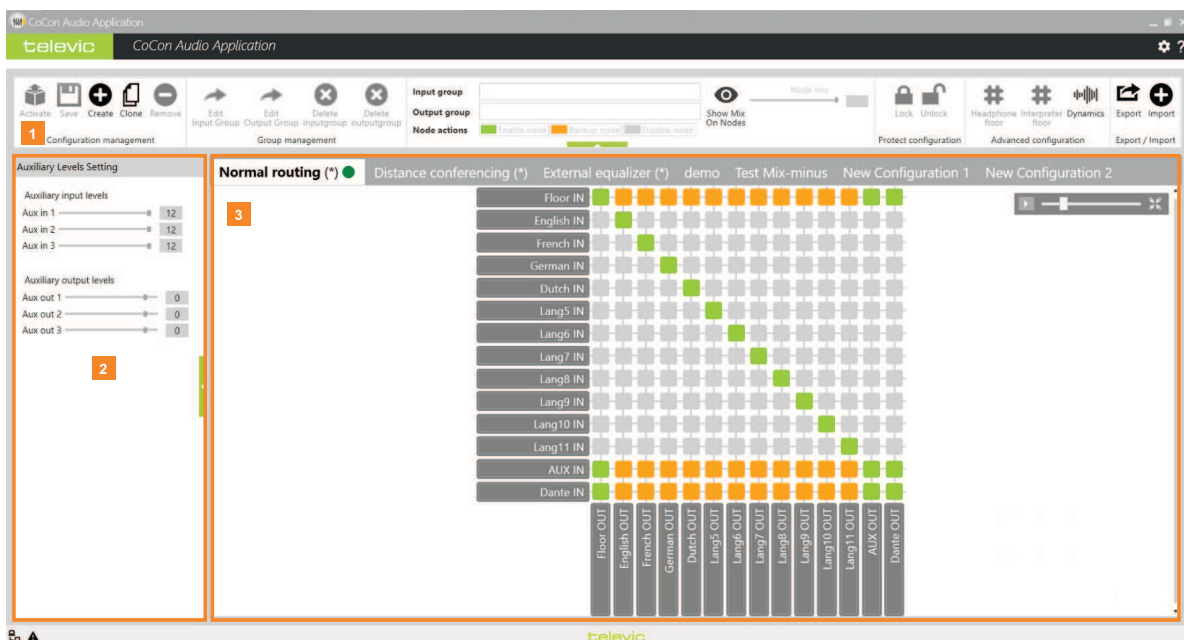 CoCon Audio Application
televic CoCon Audio Application
?
Activate Save Create Clone Remove
1 Configuration management
Edit Input Group
Edit Output Group
Delete inputgroup
Delete outputgroup
Group management
Input group
Output group
Node actions Enable node Backup node Disable node
Show Mix On Nodes
Node mix
Lock Unlock
Protect configuration
Headphone floor
Interpreter floor
Dynamics
Advanced configuration
Export Import
Export / Import
Auxiliary Levels Setting
Auxiliary input levels
Aux in 1 12
Aux in 2 12
Aux in 3 12
Auxiliary output levels
Aux out 1 0
Aux out 2 0
Aux out 3 0
2
Normal routing (*) Distance conferencing (*) External equalizer (*) demo Test Mix-minus New Configuration 1 New Configuration 2
3
Floor IN
English IN
French IN
German IN
Dutch IN
Lang5 IN
Lang6 IN
Lang7 IN
Lang8 IN
Lang9 IN
Lang10 IN
Lang11 IN
AUX IN
Dante IN
Floor OUT
English OUT
French OUT
German OUT
Dutch OUT
Lang5 OUT
Lang6 OUT
Lang7 OUT
Lang8 OUT
Lang9 OUT
Lang10 OUT
Lang11 OUT
AUX OUT
Dante OUT
televic